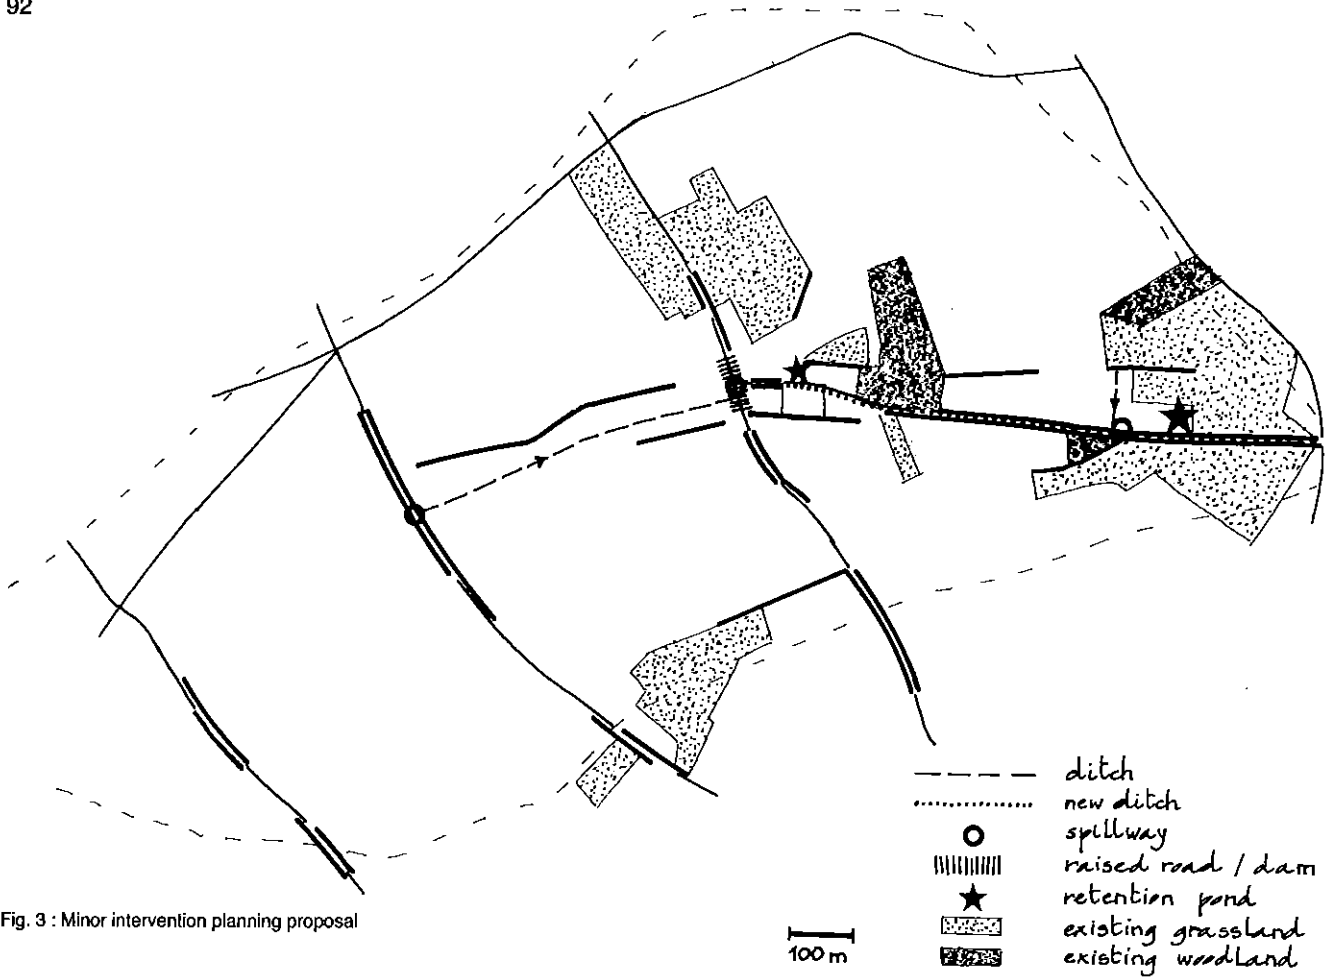 92
ditch
new ditch
spillway
raised road / dam
retention pond
existing grassland
existing woodland
100 m
Fig. 3 : Minor intervention planning proposal